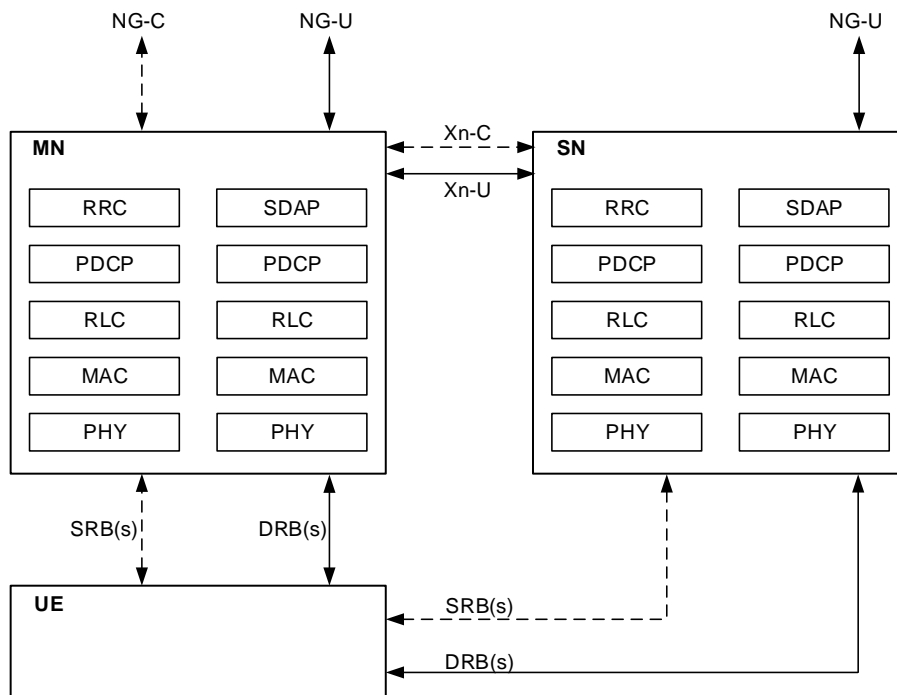 NG-C NG-U NG-U
MN Xn-C SN
Xn-U
RRC SDAP RRC SDAP
PDCP PDCP PDCP PDCP
RLC RLC RLC RLC
MAC MAC MAC MAC
PHY PHY PHY PHY
SRB(s) DRB(s)
UE SRB(s)
DRB(s)